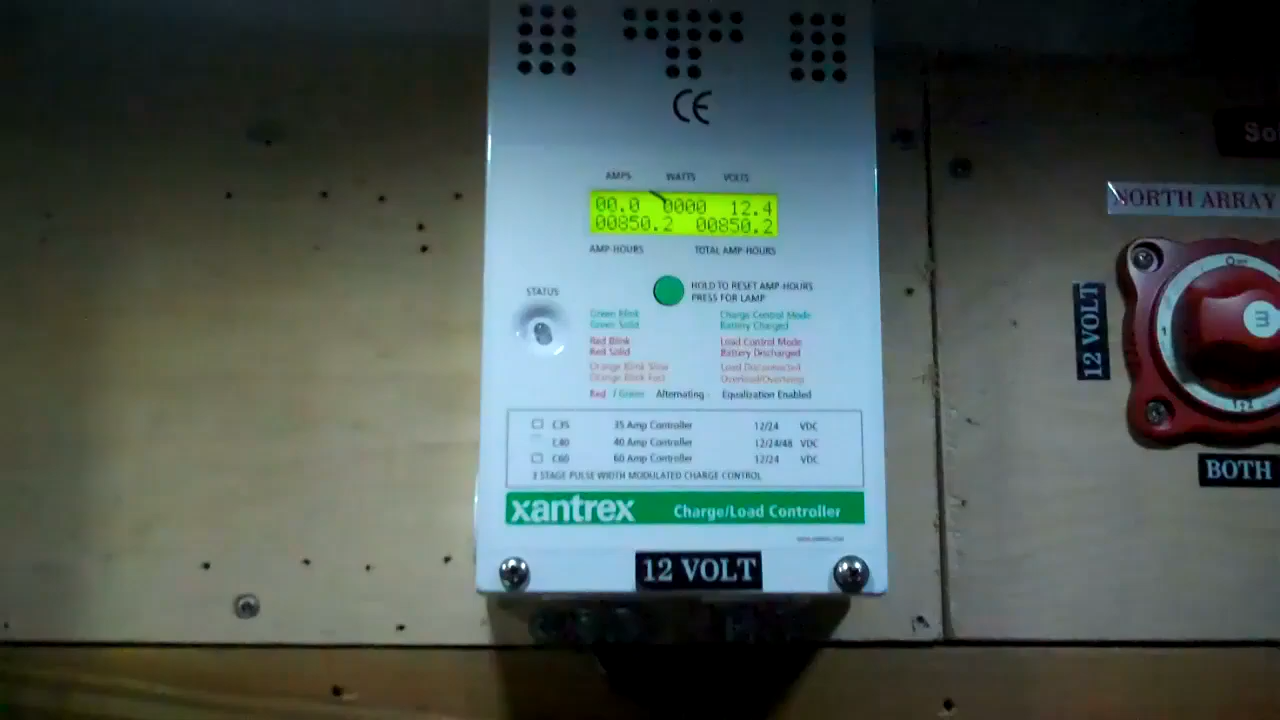 CE
AMPS WATTS VOLTS
00.0 0000 12.4
00850.2 00850.2
AMP-HOURS TOTAL AMP-HOURS
HOLD TO RESET AMP-HOURS
PRESS FOR LAMP
STATUS
Green Blink Charge Control Mode
Green Solid Battery Charged
Red Blink Load Control Mode
Red Solid Battery Discharged
Orange Blink Slow Load Disconnected
Orange Blink Fast Overload/Overtemp
Red / Green Alternating - Equalization Enabled
C35 35 Amp Controller 12/24 VDC
C40 40 Amp Controller 12/24/48 VDC
C60 60 Amp Controller 12/24 VDC
3 STAGE PULSE WIDTH MODULATED CHARGE CONTROL
xantrex Charge/Load Controller
12 VOLT
So
NORTH ARRAY
12 VOLT
OFF
1
m
1+2
BOTH